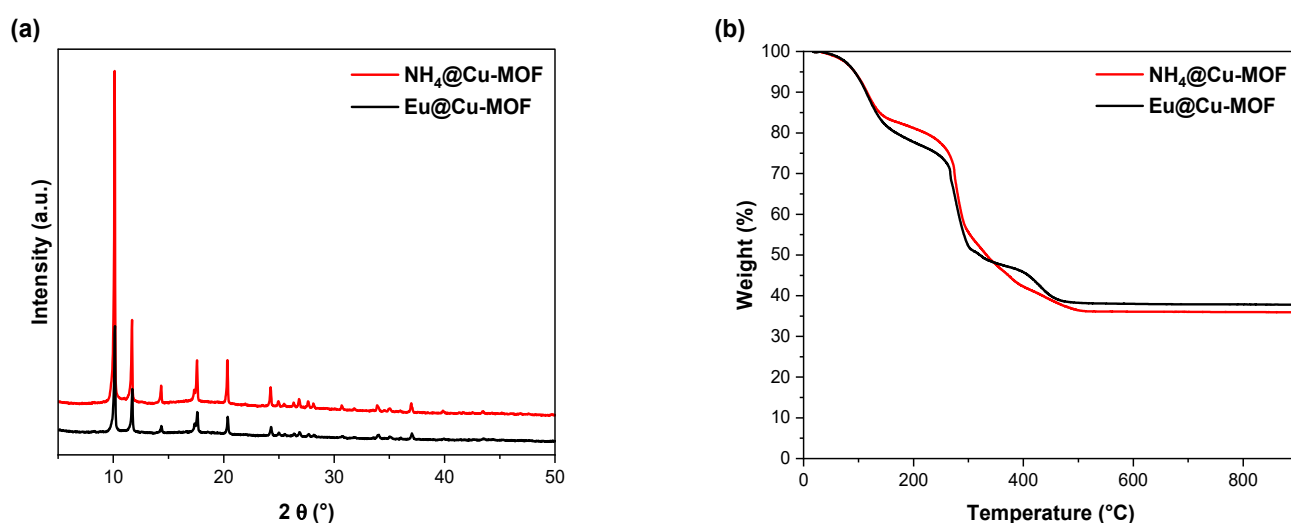 (a)
NH₄@Cu-MOF
Eu@Cu-MOF
Intensity (a.u.)
10 20 30 40 50
2 θ (°)
(b)
100
90
80
70
60
50
40
30
20
10
0
NH₄@Cu-MOF
Eu@Cu-MOF
Weight (%)
0 200 400 600 800
Temperature (°C)